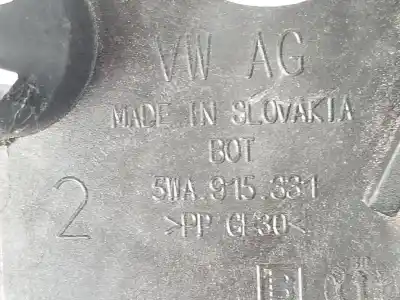 VW AG
MADE IN SLOVAKIA
BOT
5WA.915.331
2
>PP GF30<